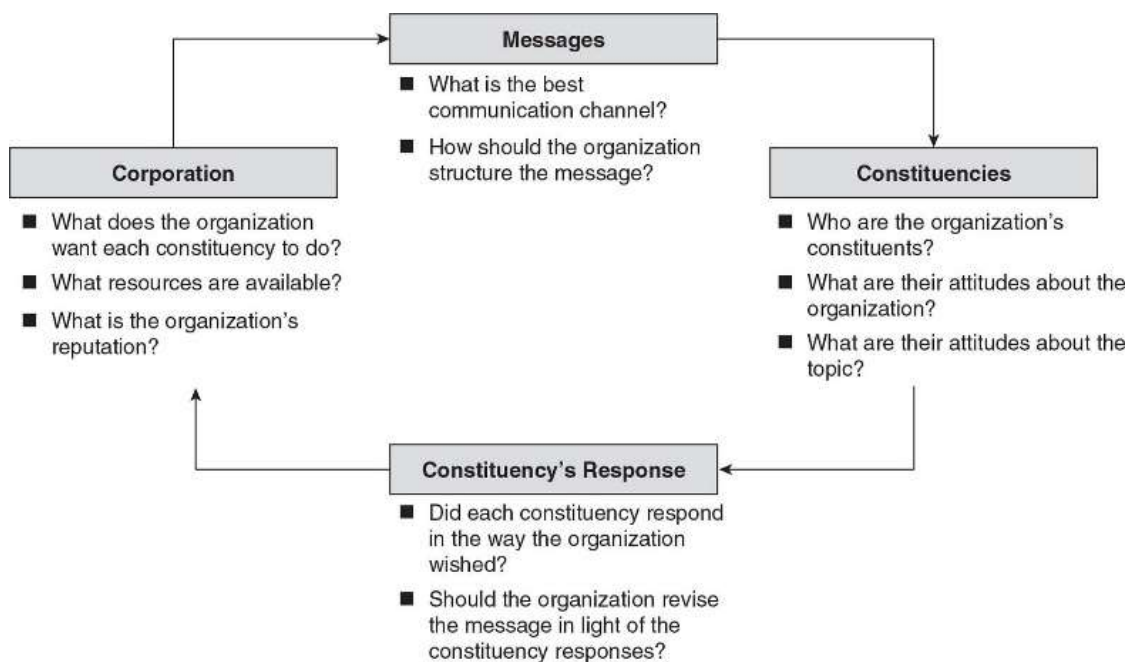 Messages
■ What is the best
communication channel?
■ How should the organization
structure the message?
Corporation
■ What does the organization
want each constituency to do?
■ What resources are available?
■ What is the organization's
reputation?
Constituencies
■ Who are the organization's
constituents?
■ What are their attitudes about the
organization?
■ What are their attitudes about the
topic?
Constituency's Response
■ Did each constituency respond
in the way the organization
wished?
■ Should the organization revise
the message in light of the
constituency responses?